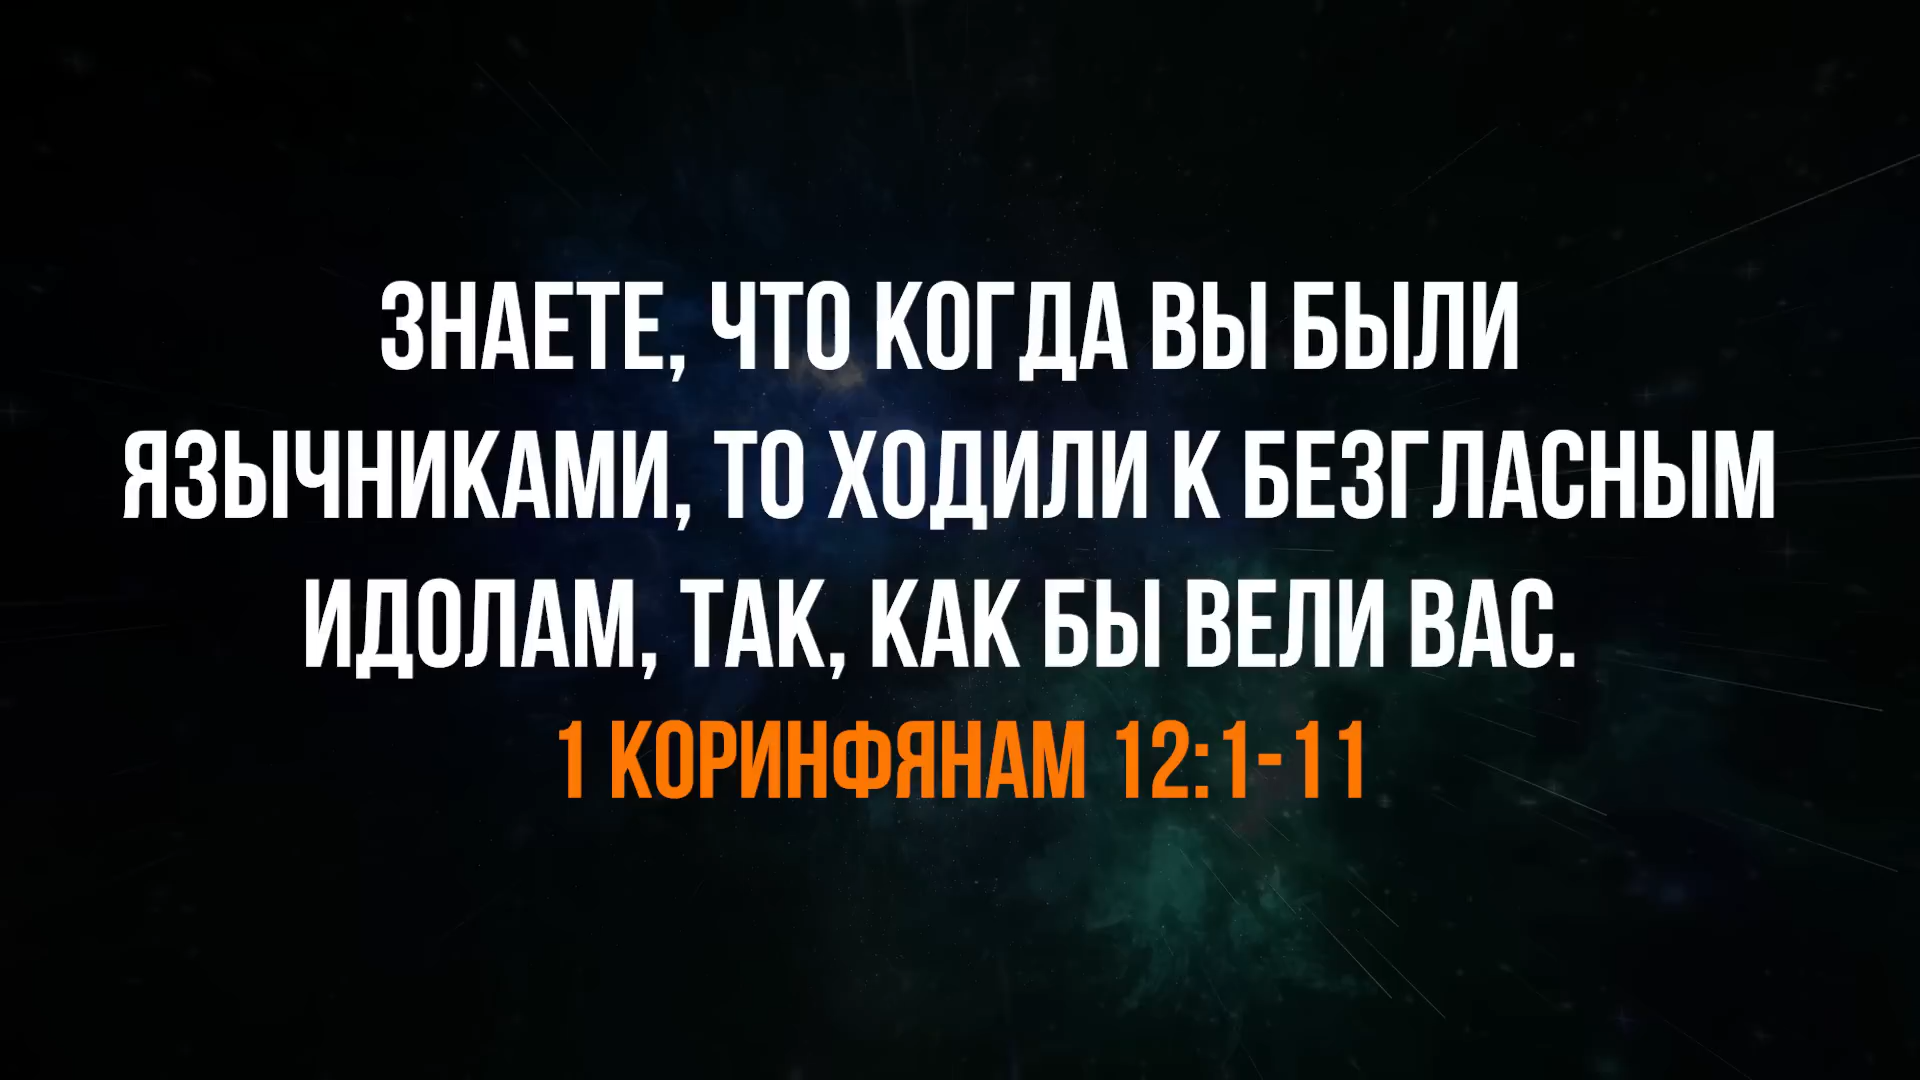 ЗНАЕТЕ, ЧТО КОГДА ВЫ БЫЛИ
ЯЗЫЧНИКАМИ, ТО ХОДИЛИ К БЕЗГЛАСНЫМ
ИДОЛАМ, ТАК, КАК БЫ ВЕЛИ ВАС.
1 КОРИНФЯНАМ 12:1-11